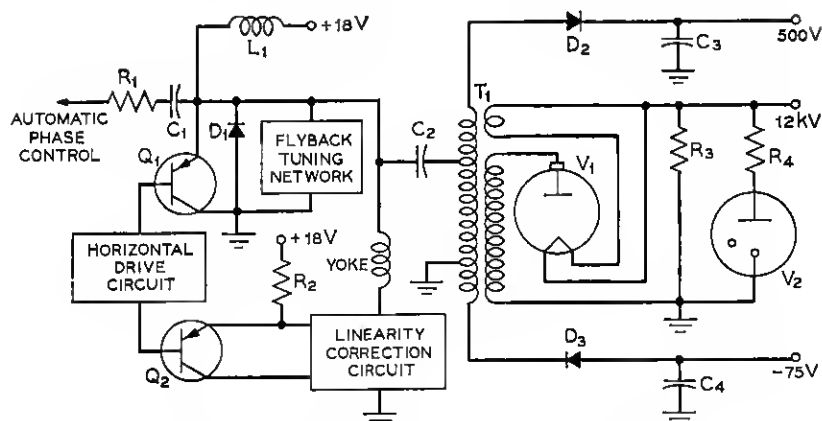 +18V
L1
D2
C3
500V
R1
C1
AUTOMATIC
PHASE
CONTROL
D1
FLYBACK
TUNING
NETWORK
C2
T1
12kV
Q1
V1
R3
R4
+18V
HORIZONTAL
DRIVE
CIRCUIT
R2
YOKE
V2
Q2
LINEARITY
CORRECTION
CIRCUIT
D3
C4
-75V